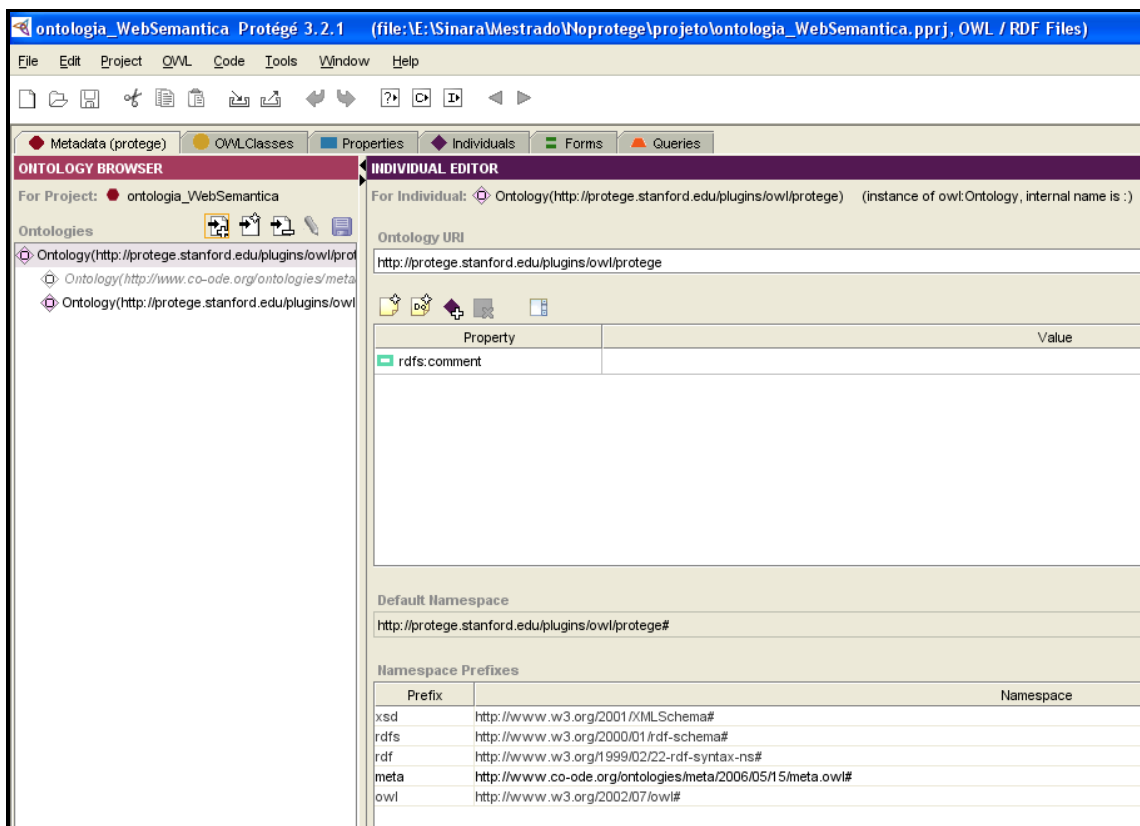 ontologia_WebSemantica Protégé 3.2.1 (file:\E:\Sinara\Mestrado\Noprotege\projeto\ontologia_WebSemantica.pprj, OWL / RDF Files)
File Edit Project OWL Code Tools Window Help
Metadata (protege) OWLClasses Properties Individuals Forms Queries
ONTOLOGY BROWSER
For Project: ontologia_WebSemantica
Ontologies
Ontology(http://protege.stanford.edu/plugins/owl/prot
Ontology(http://www.co-ode.org/ontologies/meta
Ontology(http://protege.stanford.edu/plugins/owl
INDIVIDUAL EDITOR
For Individual: Ontology(http://protege.stanford.edu/plugins/owl/protege) (instance of owl:Ontology, internal name is :)
Ontology URI
http://protege.stanford.edu/plugins/owl/protege
Property Value
rdfs:comment
Default Namespace
http://protege.stanford.edu/plugins/owl/protege#
Namespace Prefixes
Prefix Namespace
xsd http://www.w3.org/2001/XMLSchema#
rdfs http://www.w3.org/2000/01/rdf-schema#
rdf http://www.w3.org/1999/02/22-rdf-syntax-ns#
meta http://www.co-ode.org/ontologies/meta/2006/05/15/meta.owl#
owl http://www.w3.org/2002/07/owl#